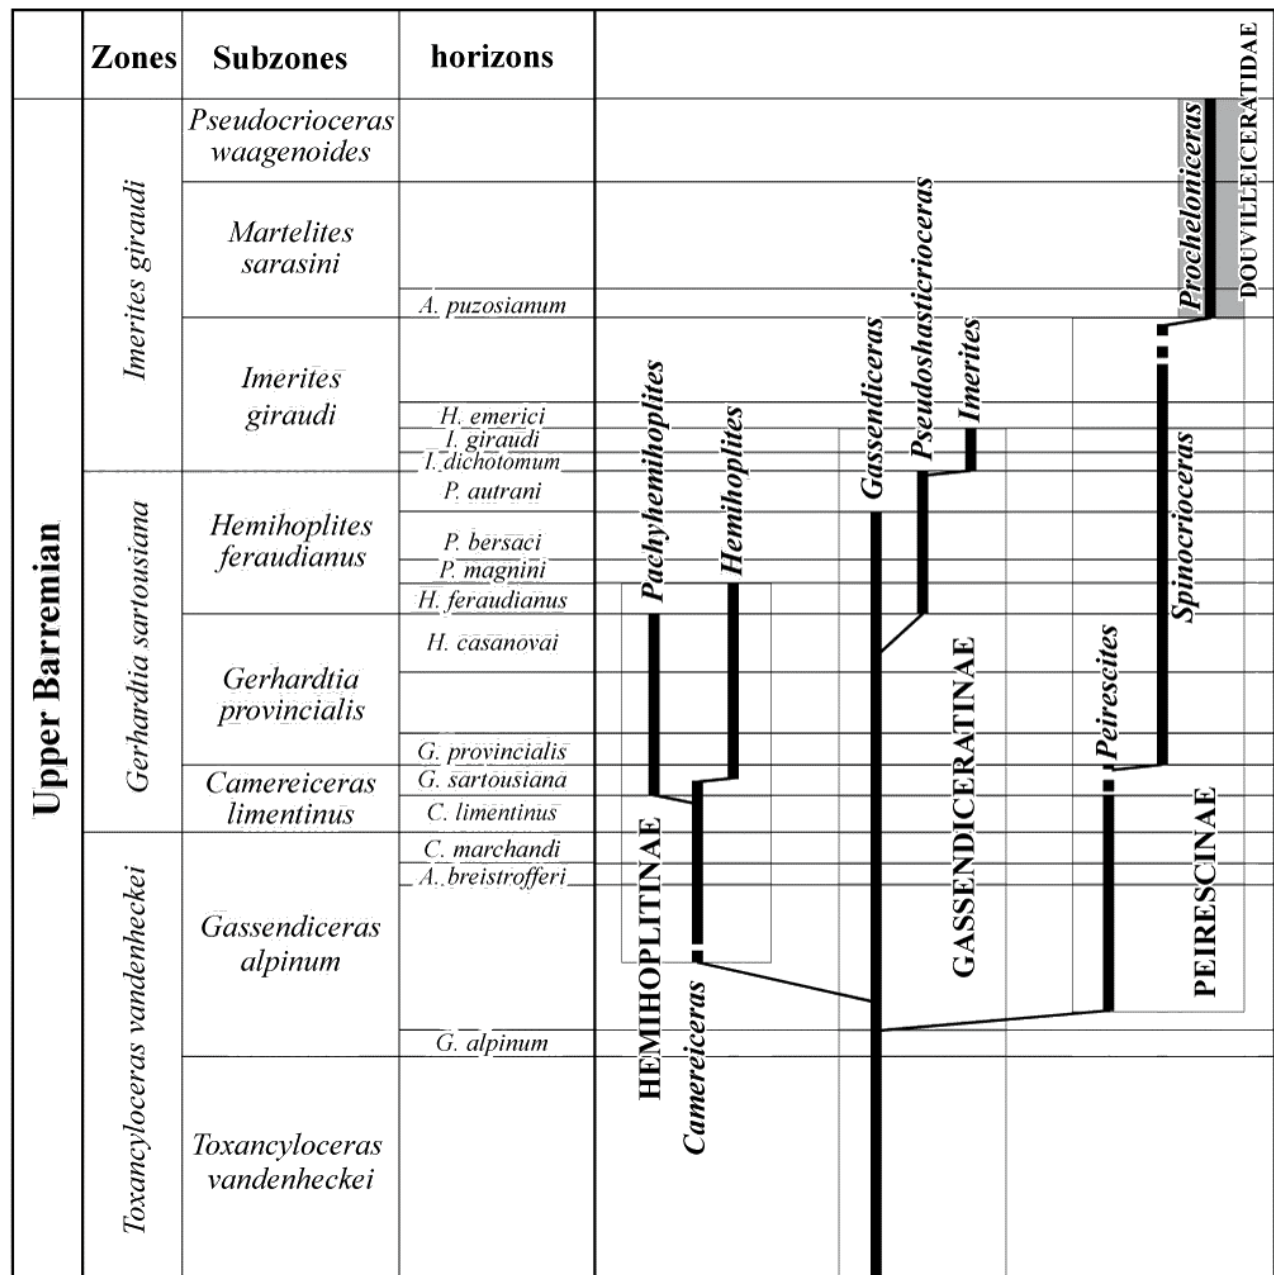 Zones
Subzones
horizons
Upper Barremian
Imerites giraudi
Gerhardtia sartousiana
Toxancyloceras vandenheckei
Pseudocrioceras
waagenoides
Martelites
sarasini
Imerites
giraudi
Hemihoplites
feraudianus
Gerhardtia
provincialis
Camereiceras
limentinus
Gassendiceras
alpinum
Toxancyloceras
vandenheckei
A. puzosianum
H. emerici
I. giraudi
I. dichotomum
P. autrani
P. bersaci
P. magnini
H. feraudianus
H. casanovai
G. provincialis
G. sartousiana
C. limentinus
C. marchandi
A. breistrofferi
G. alpinum
HEMIHOPLITINAE
Pachyhemihoplites
Camereiceras
Hemihoplites
Gassendiceras
Pseudoshasticrioceras
Imerites
GASSENDICERATINAE
Peirescites
Spinocrioceras
PEIRESCINAE
Procheloniceras
DOUVILLEICERATIDAE